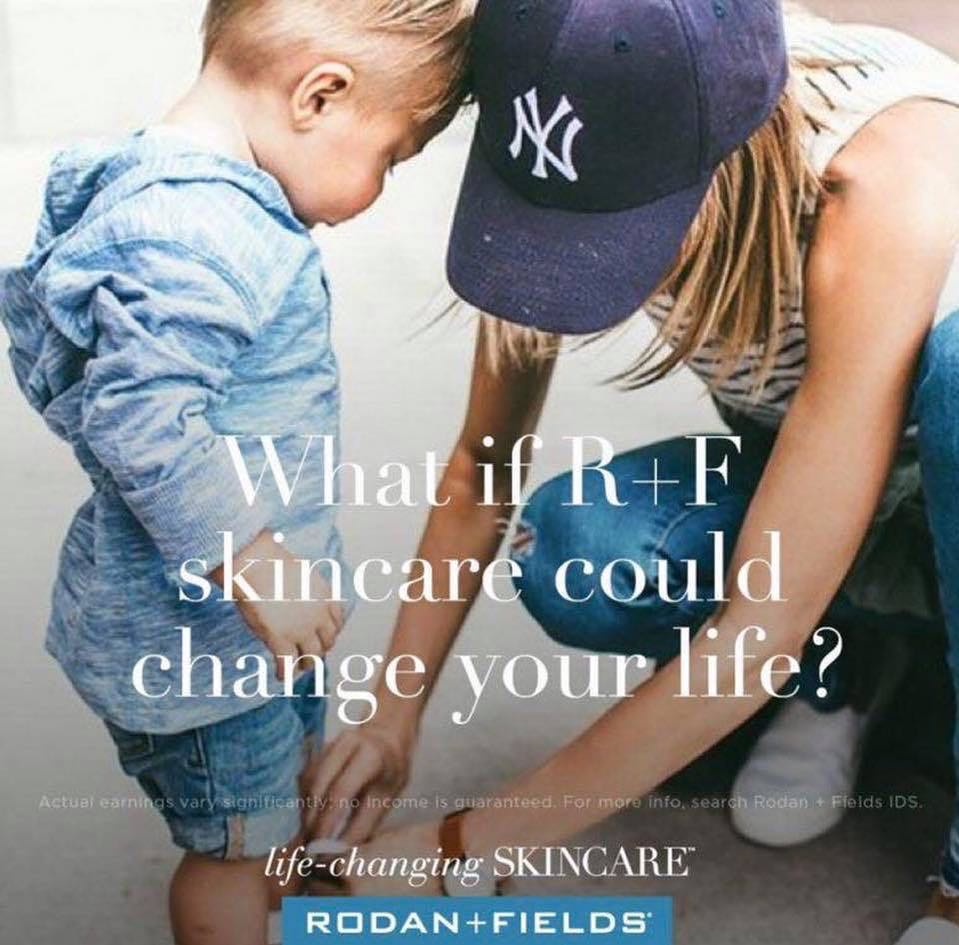 NY
What if R+F
skincare could
change your life?
Actual earnings vary significantly; no income is guaranteed. For more info, search Rodan + Fields IDS.
life-changing SKINCARE™
RODAN+FIELDS®